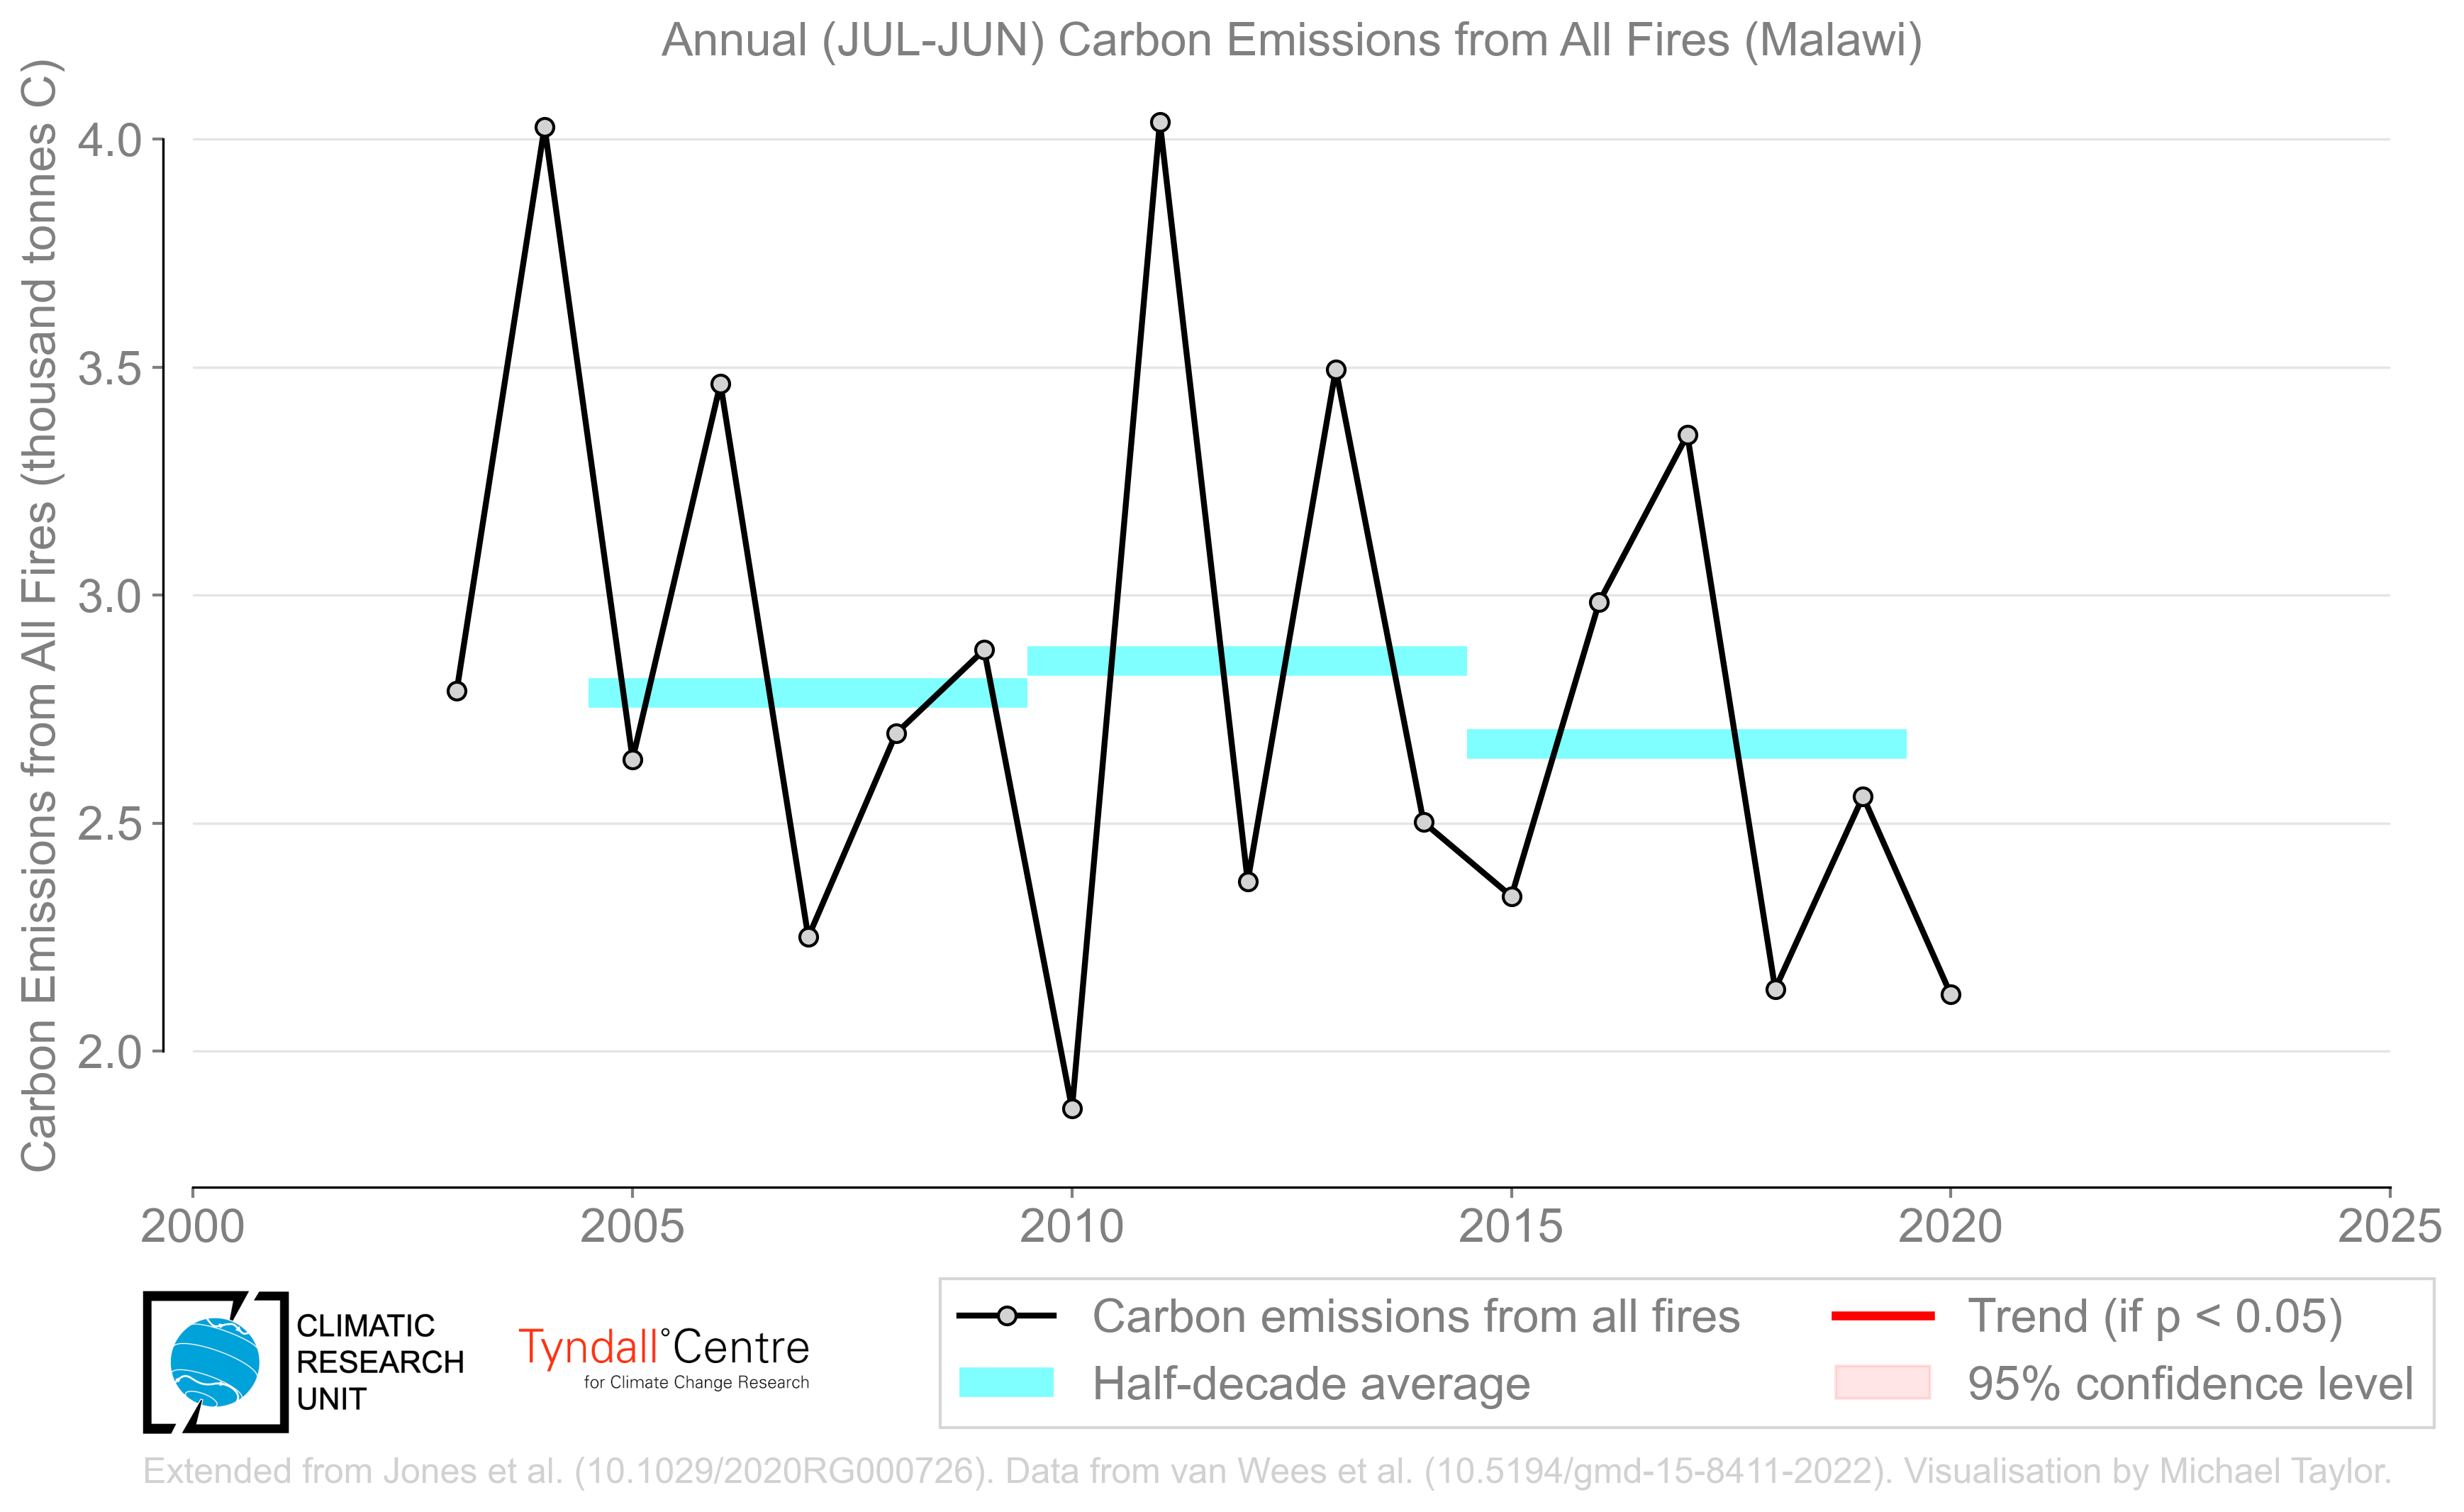 Annual (JUL-JUN) Carbon Emissions from All Fires (Malawi)
Carbon Emissions from All Fires (thousand tonnes C)
4.0
3.5
3.0
2.5
2.0
2000 2005 2010 2015 2020 2025
CLIMATIC
RESEARCH
UNIT
Tyndall°Centre
for Climate Change Research
Carbon emissions from all fires
Half-decade average
Trend (if p < 0.05)
95% confidence level
Extended from Jones et al. (10.1029/2020RG000726). Data from van Wees et al. (10.5194/gmd-15-8411-2022). Visualisation by Michael Taylor.